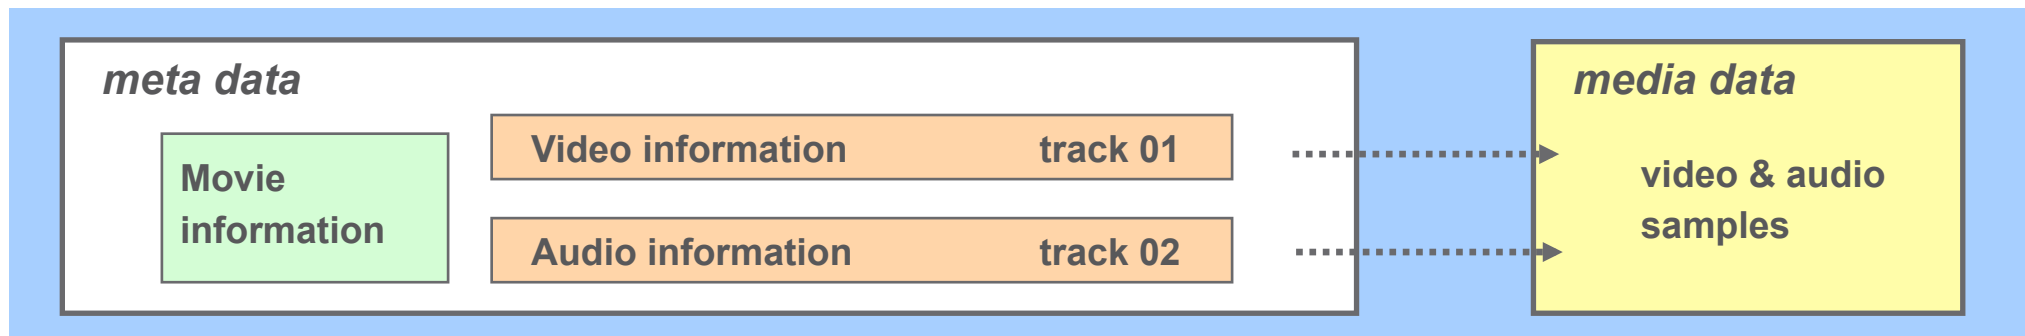 meta data
Movie
information
Video information track 01
Audio information track 02
media data
video & audio
samples